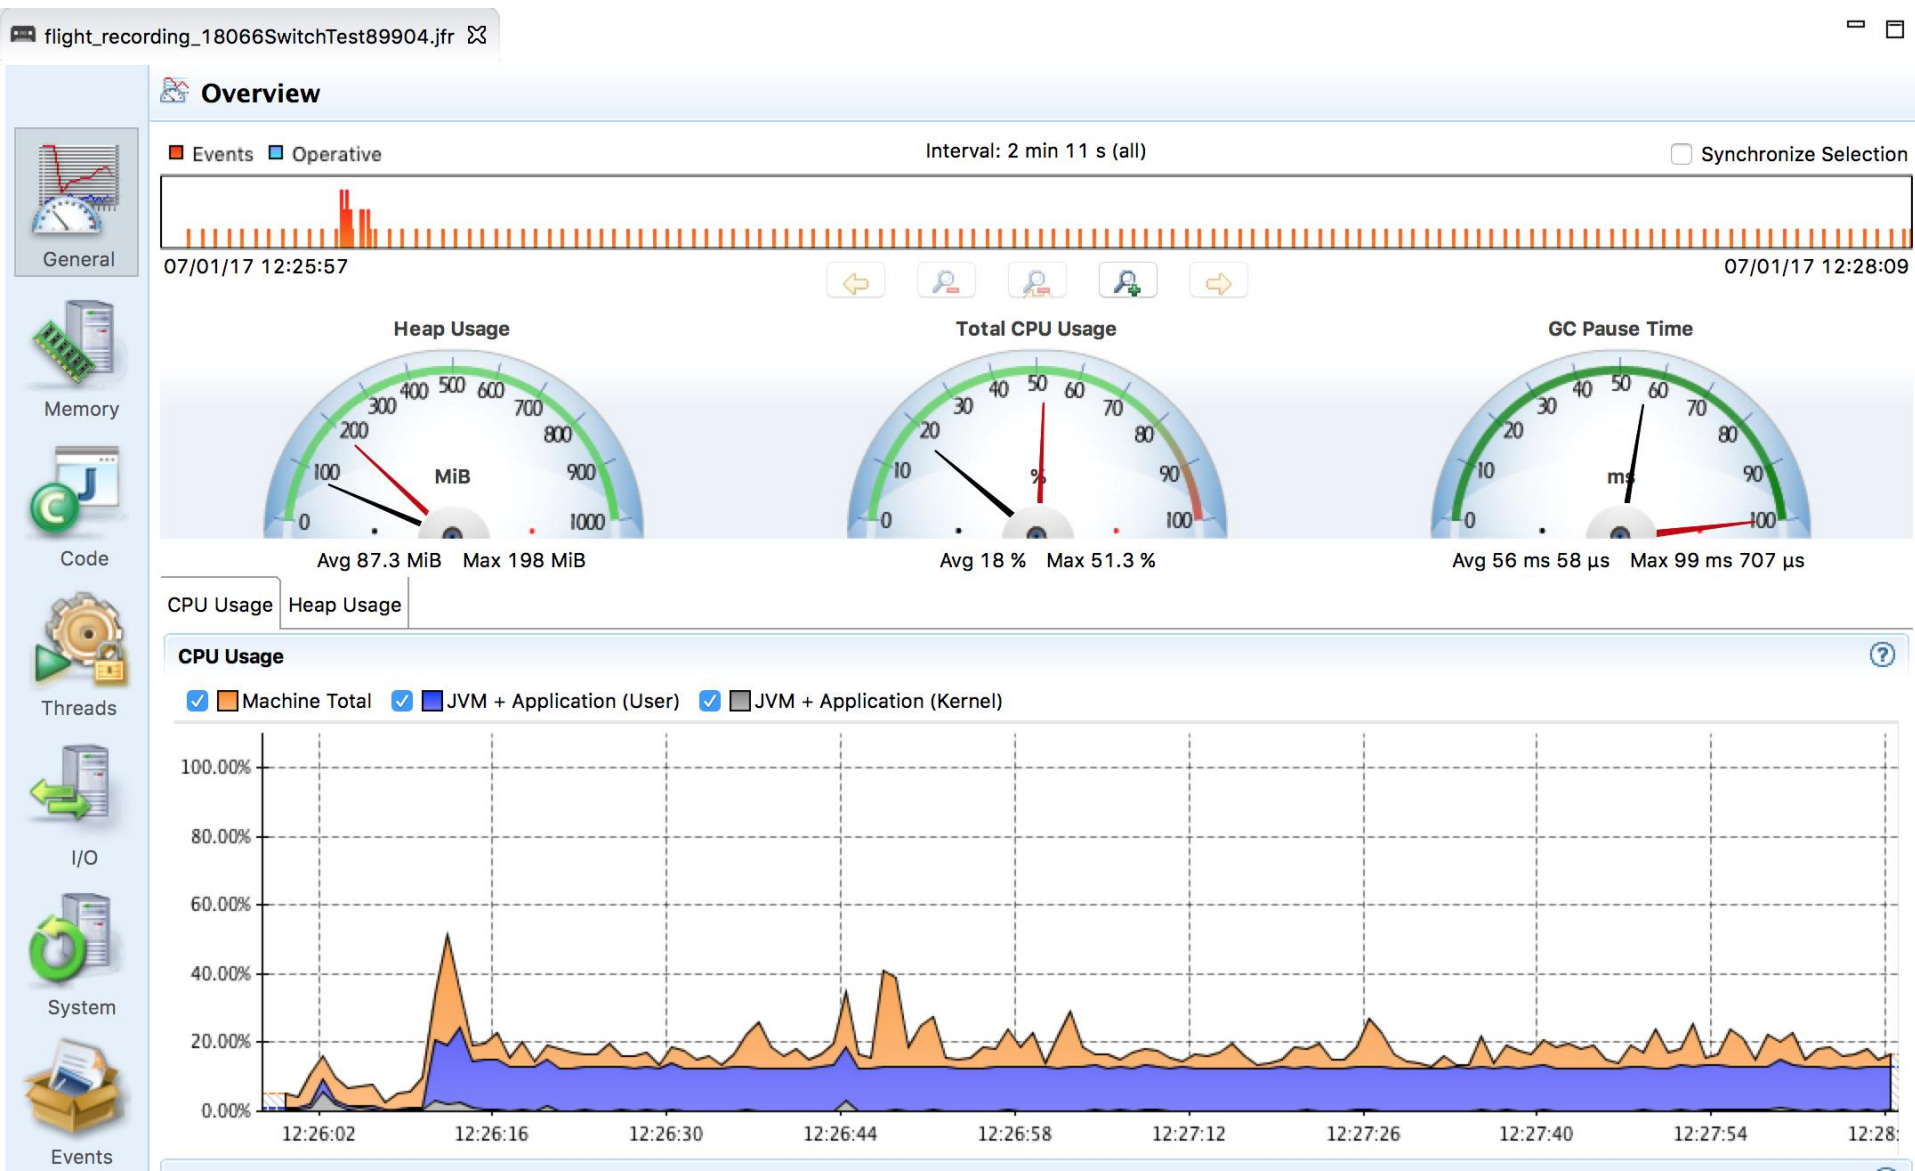 flight_recording_18066SwitchTest89904.jfr
Overview
Events Operative
Interval: 2 min 11 s (all)
Synchronize Selection
07/01/17 12:25:57
07/01/17 12:28:09
General
Memory
Code
Threads
I/O
System
Events
Heap Usage
0 100 200 300 400 500 600 700 800 900 1000
MiB
Avg 87.3 MiB Max 198 MiB
Total CPU Usage
0 10 20 30 40 50 60 70 80 90 100
%
Avg 18 % Max 51.3 %
GC Pause Time
0 10 20 30 40 50 60 70 80 90 100
ms
Avg 56 ms 58 µs Max 99 ms 707 µs
CPU Usage Heap Usage
CPU Usage
Machine Total JVM + Application (User) JVM + Application (Kernel)
100.00%
80.00%
60.00%
40.00%
20.00%
0.00%
12:26:02 12:26:16 12:26:30 12:26:44 12:26:58 12:27:12 12:27:26 12:27:40 12:27:54 12:28: